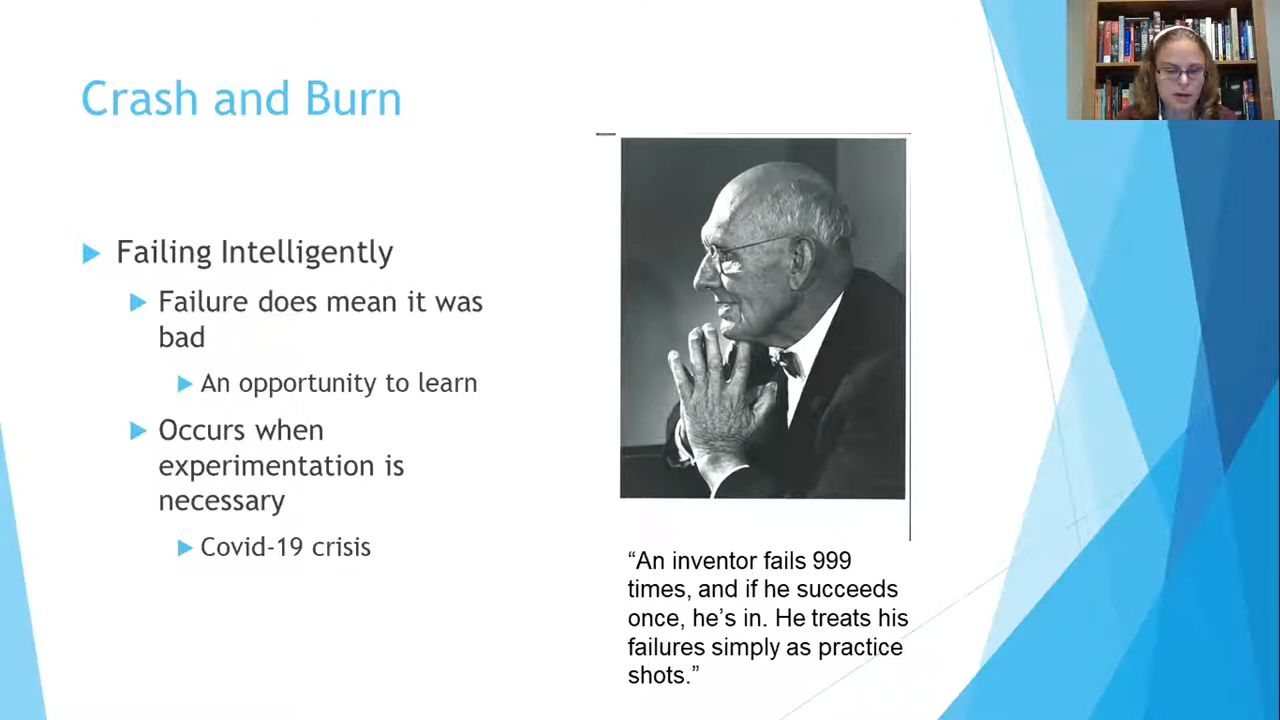 Crash and Burn
Failing Intelligently
Failure does mean it was
bad
An opportunity to learn
Occurs when
experimentation is
necessary
Covid-19 crisis
“An inventor fails 999
times, and if he succeeds
once, he’s in. He treats his
failures simply as practice
shots.”